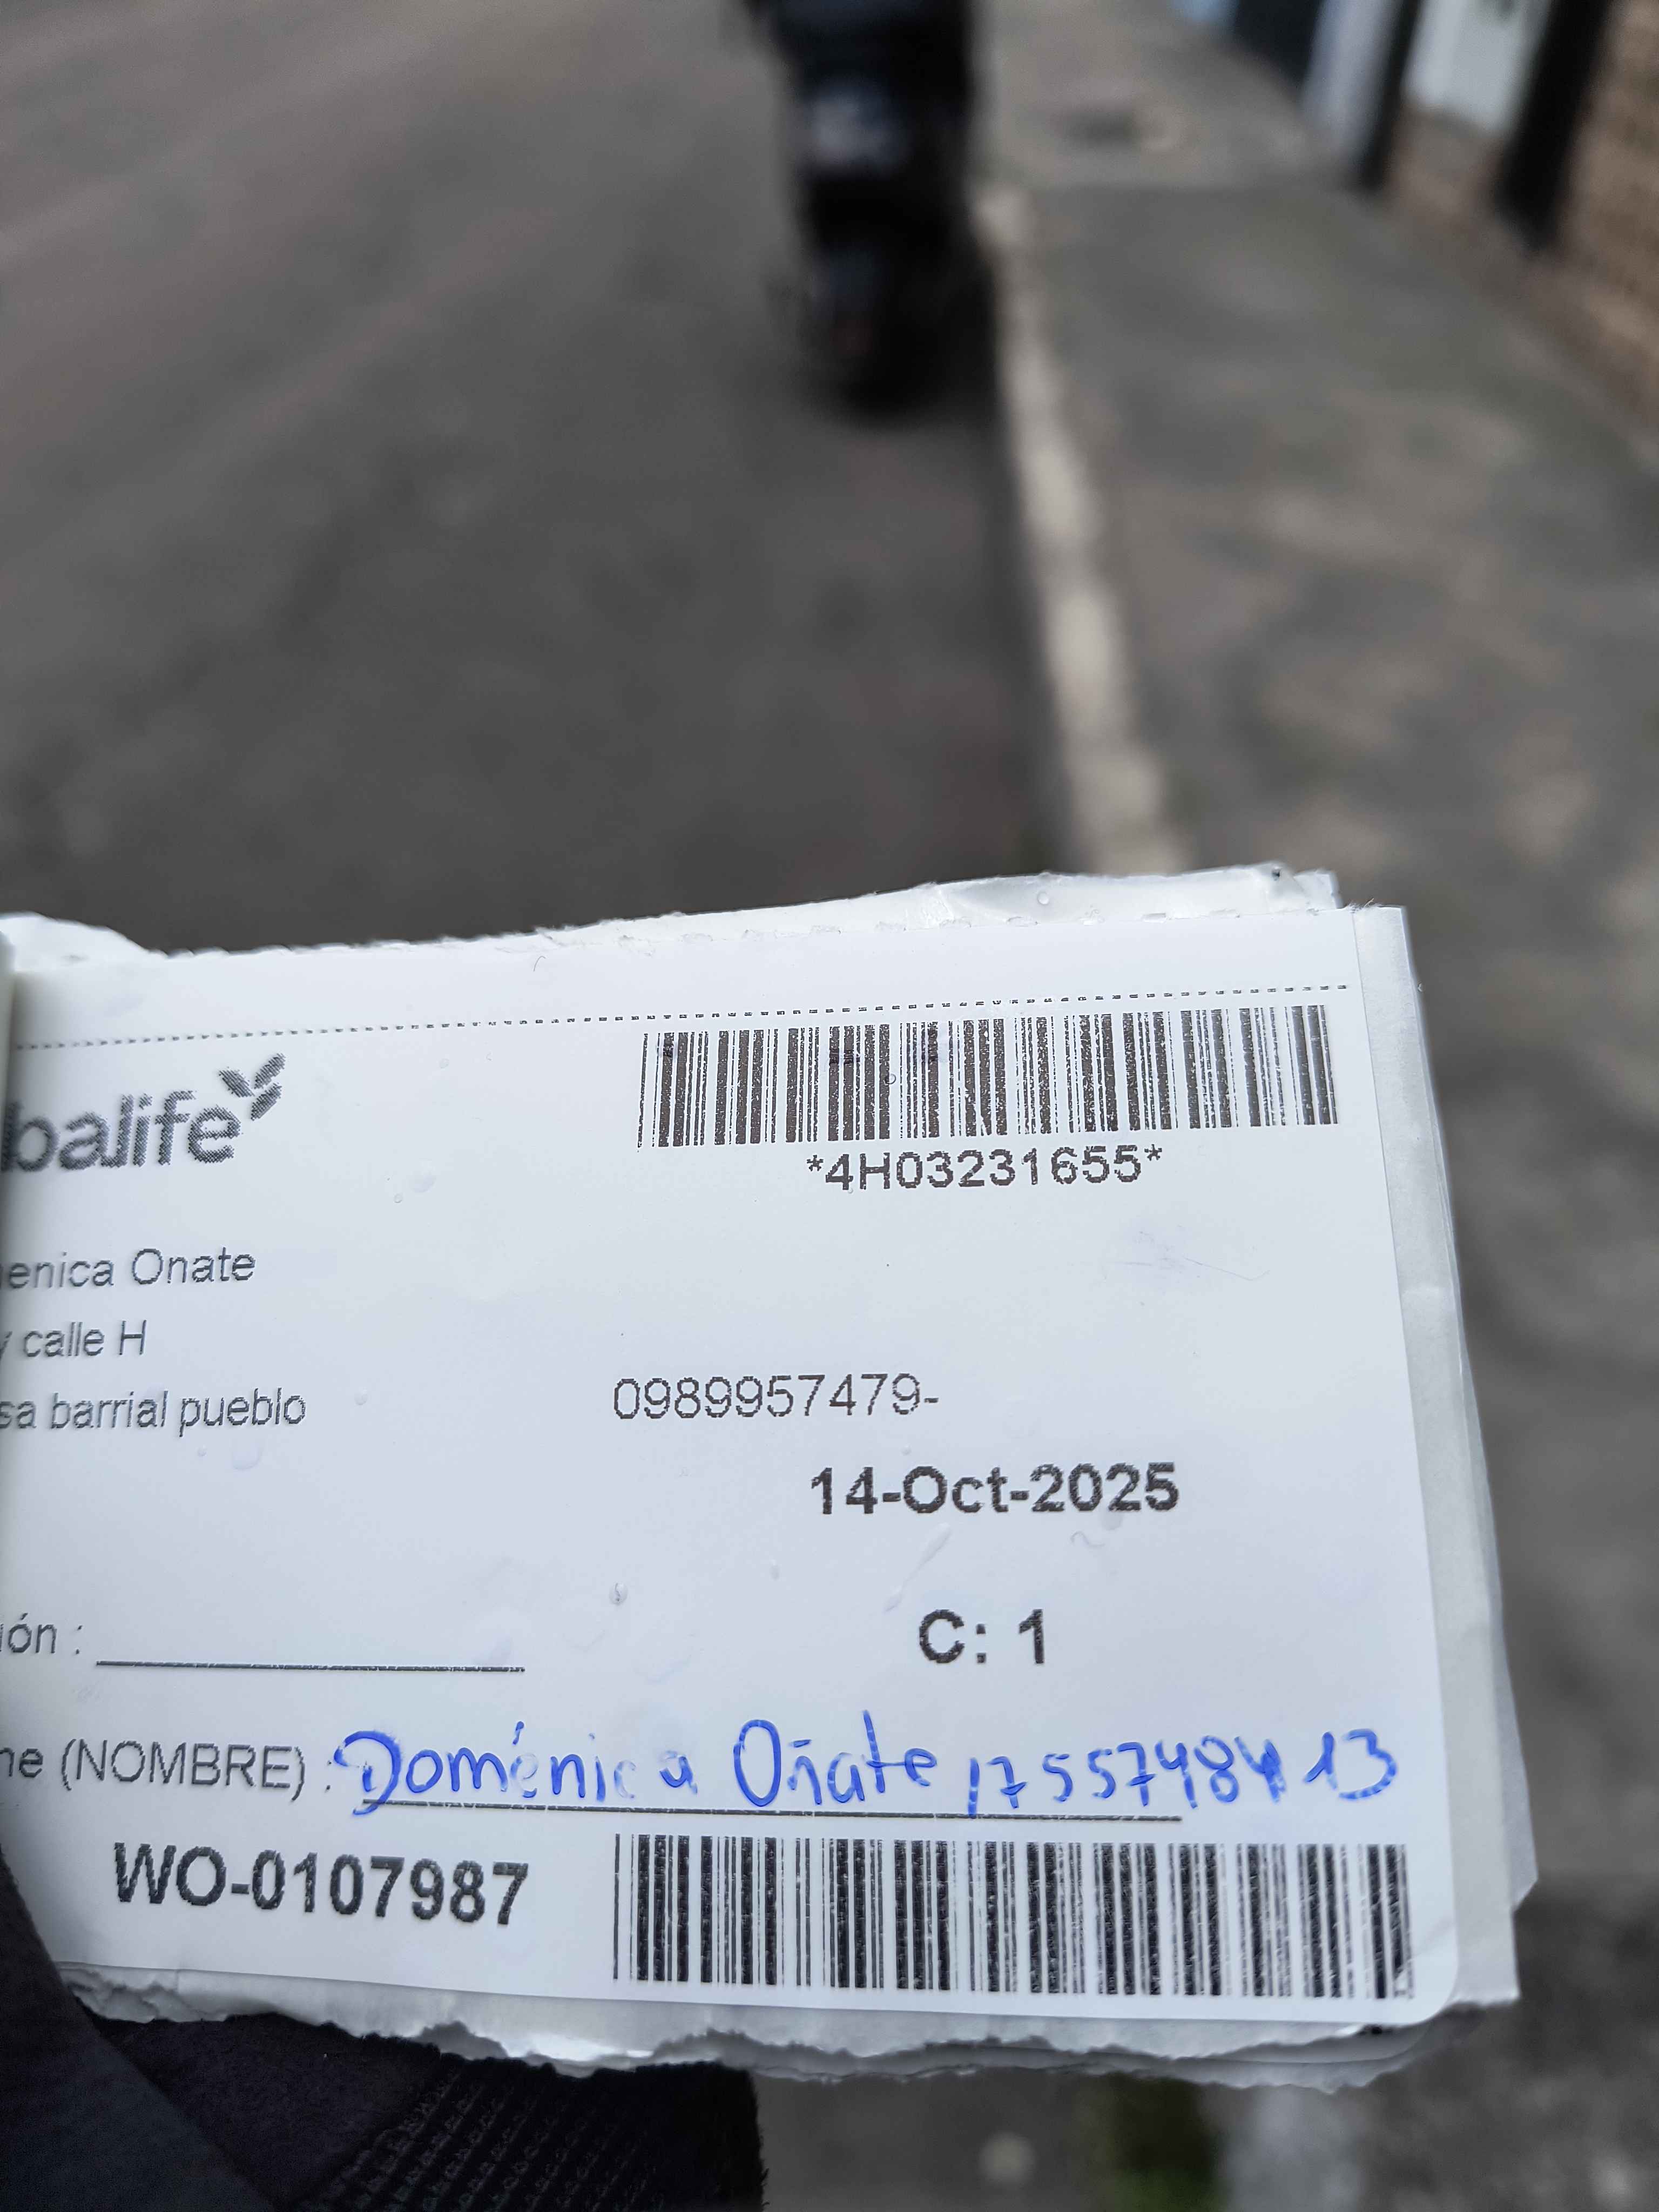 balife
*4H03231655*
enica Onate
y calle H
sa barrial pueblo
0989957479-
14-Oct-2025
ión :
C: 1
ne (NOMBRE) : Doménica Oñate
WO-0107987